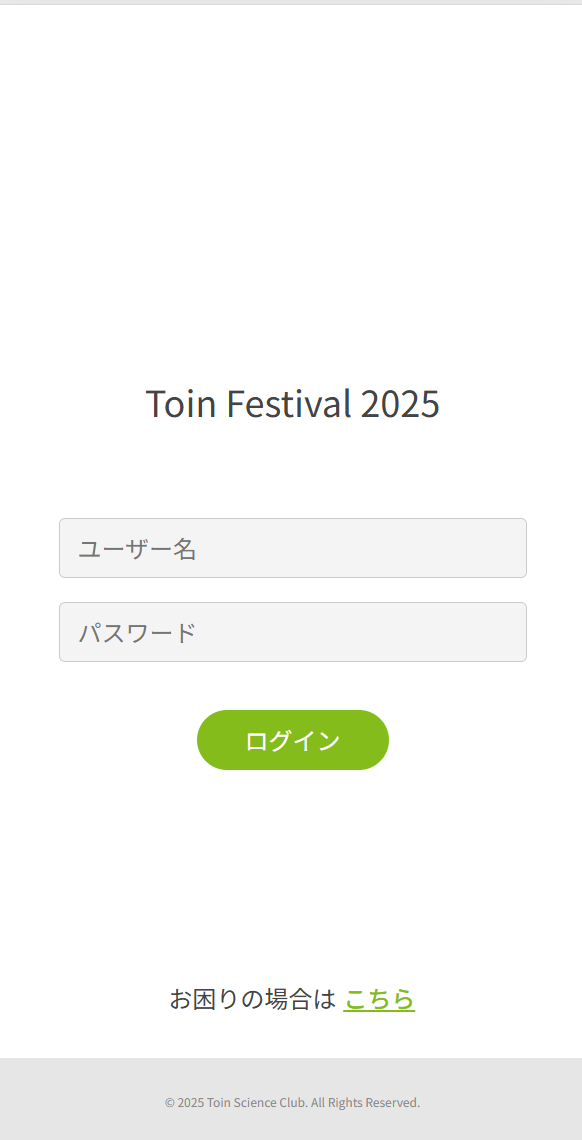 Toin Festival 2025
ユーザー名
パスワード
ログイン
お困りの場合は こちら
© 2025 Toin Science Club. All Rights Reserved.